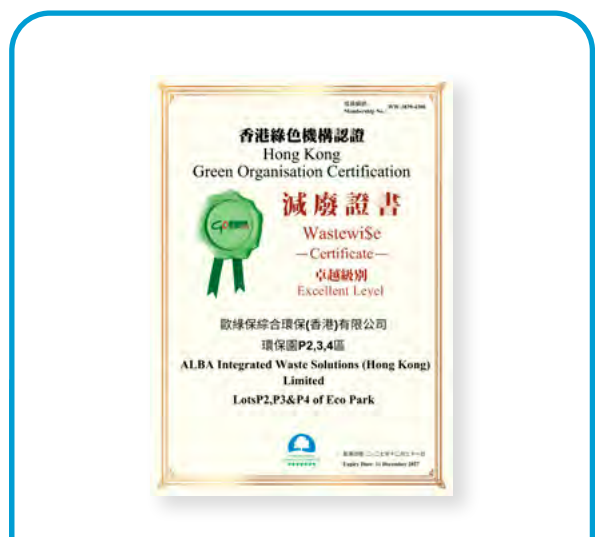 Membership No.:
香港綠色機構認證
Hong Kong
Green Organisation Certification
減廢證書
Wastewi$e
—Certificate—
卓越級別
Excellent Level
歐綠保綜合環保(香港)有限公司
環保園P2,3,4區
ALBA Integrated Waste Solutions (Hong Kong)
Limited
LotsP2,P3&P4 of Eco Park
Expiry Date: 31 December 2027